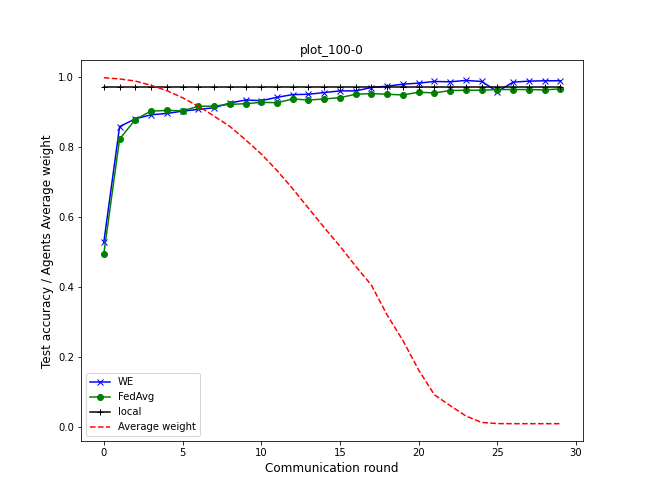 plot_100-0
Test accuracy / Agents Average weight
1.0
0.8
0.6
0.4
0.2
0.0
WE
FedAvg
local
Average weight
0 5 10 15 20 25 30
Communication round